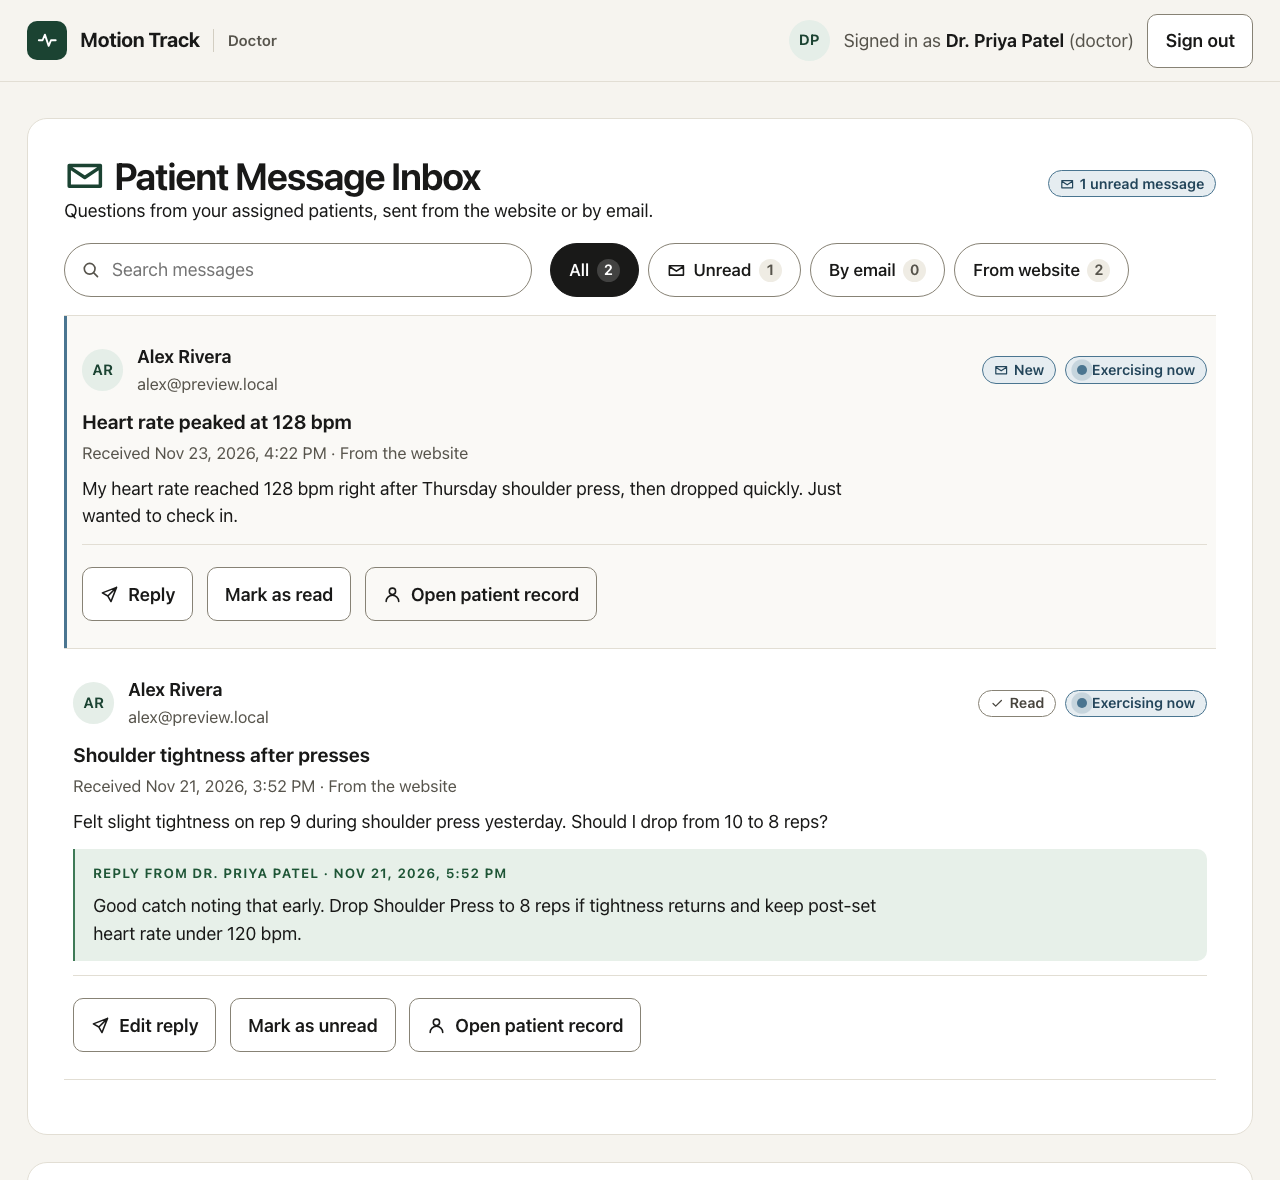 Motion Track
Doctor
DP
Signed in as Dr. Priya Patel (doctor)
Sign out
Patient Message Inbox
1 unread message
Questions from your assigned patients, sent from the website or by email.
Search messages
All 2
Unread 1
By email 0
From website 2
AR
Alex Rivera
alex@preview.local
New
Exercising now
Heart rate peaked at 128 bpm
Received Nov 23, 2026, 4:22 PM · From the website
My heart rate reached 128 bpm right after Thursday shoulder press, then dropped quickly. Just
wanted to check in.
Reply
Mark as read
Open patient record
AR
Alex Rivera
alex@preview.local
Read
Exercising now
Shoulder tightness after presses
Received Nov 21, 2026, 3:52 PM · From the website
Felt slight tightness on rep 9 during shoulder press yesterday. Should I drop from 10 to 8 reps?
REPLY FROM DR. PRIYA PATEL · NOV 21, 2026, 5:52 PM
Good catch noting that early. Drop Shoulder Press to 8 reps if tightness returns and keep post-set
heart rate under 120 bpm.
Edit reply
Mark as unread
Open patient record